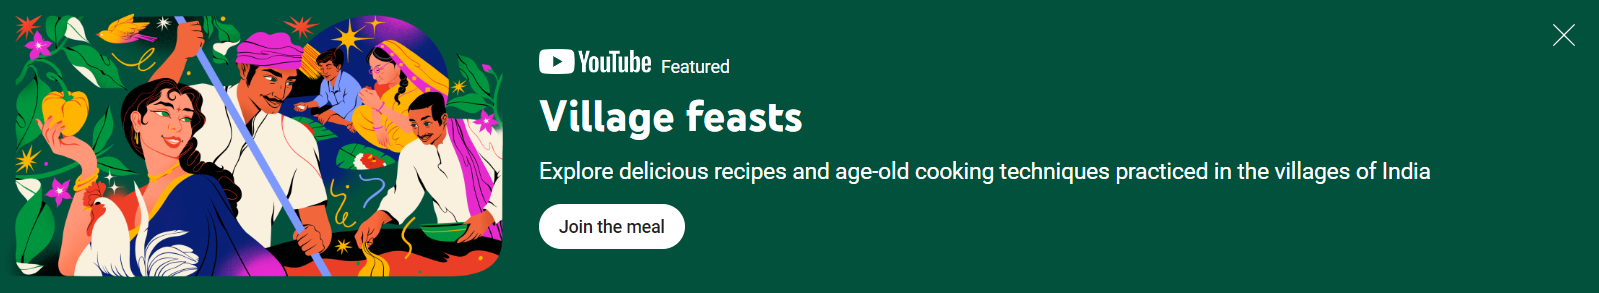 YouTube Featured
Village feasts
Explore delicious recipes and age-old cooking techniques practiced in the villages of India
Join the meal